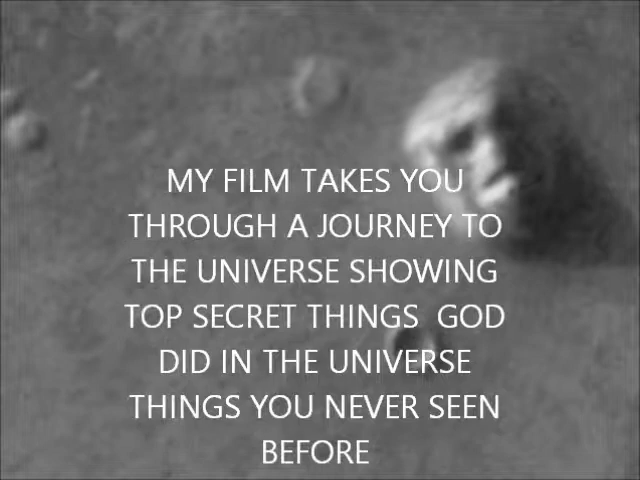 MY FILM TAKES YOU
THROUGH A JOURNEY TO
THE UNIVERSE SHOWING
TOP SECRET THINGS  GOD
DID IN THE UNIVERSE
THINGS YOU NEVER SEEN
BEFORE